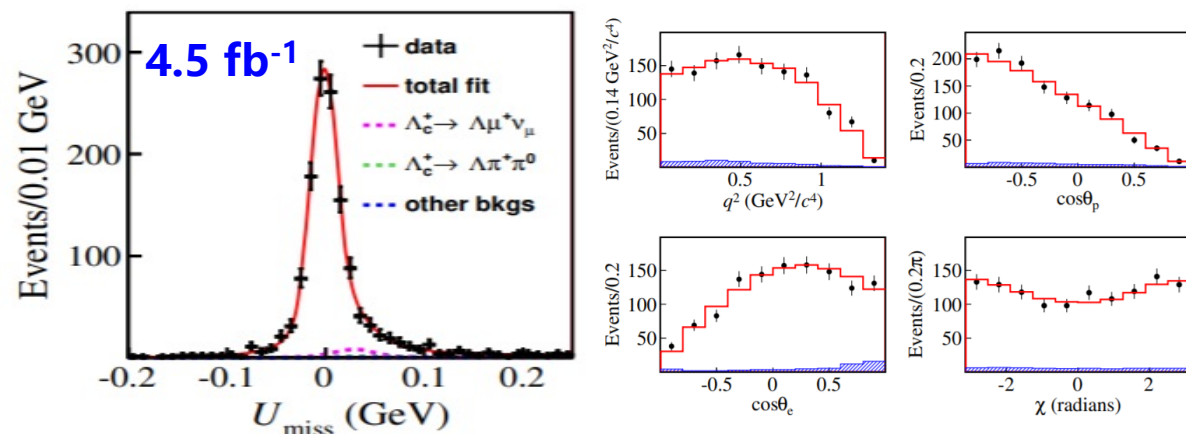 4.5 fb⁻¹
data
total fit
Λc⁺→ Λμ⁺νμ
Λc⁺→ Λπ⁺π⁰
other bkgs
Events/0.01 GeV
300
200
100
-0.2
-0.1
0
0.1
0.2
Umiss (GeV)
Events/(0.14 GeV²/c⁴)
150
100
50
0.5
1
q² (GeV²/c⁴)
Events/0.2
200
150
100
50
-0.5
0
0.5
cosθp
Events/0.2
150
100
50
-0.5
0
0.5
cosθe
Events/(0.2π)
150
100
50
-2
0
2
χ (radians)